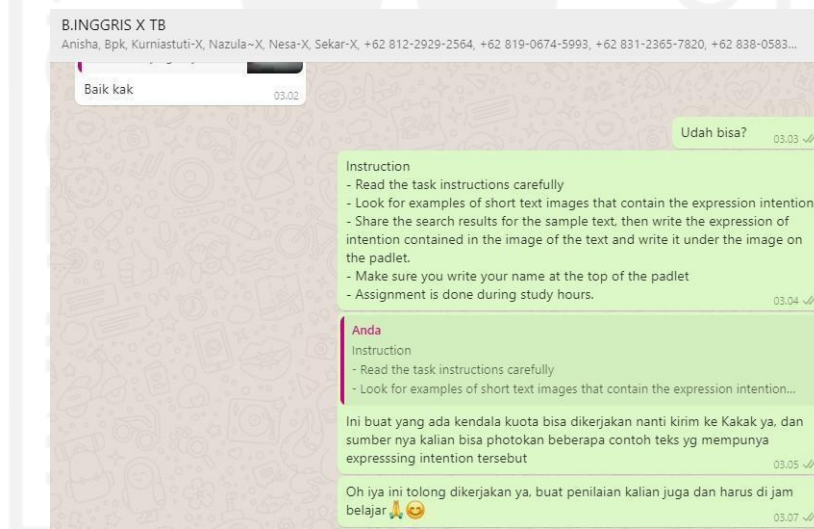 B.INGGRIS X TB
Anisha, Bpk, Kurniastuti-X, Nazula~X, Nesa-X, Sekar-X, +62 812-2929-2564, +62 819-0674-5993, +62 831-2365-7820, +62 838-0583...
Baik kak
03.02
Udah bisa?
03.03
Instruction
- Read the task instructions carefully
- Look for examples of short text images that contain the expression intention
- Share the search results for the sample text, then write the expression of
intention contained in the image of the text and write it under the image on
the padlet.
- Make sure you write your name at the top of the padlet
- Assignment is done during study hours.
03.04
Anda
Instruction
- Read the task instructions carefully
- Look for examples of short text images that contain the expression intention...
Ini buat yang ada kendala kuota bisa dikerjakan nanti kirim ke Kakak ya, dan
sumber nya kalian bisa photokan beberapa contoh teks yg mempunya
expresssing intention tersebut
03.05
Oh iya ini tolong dikerjakan ya, buat penilaian kalian juga dan harus di jam
belajar🙏😊
03.07